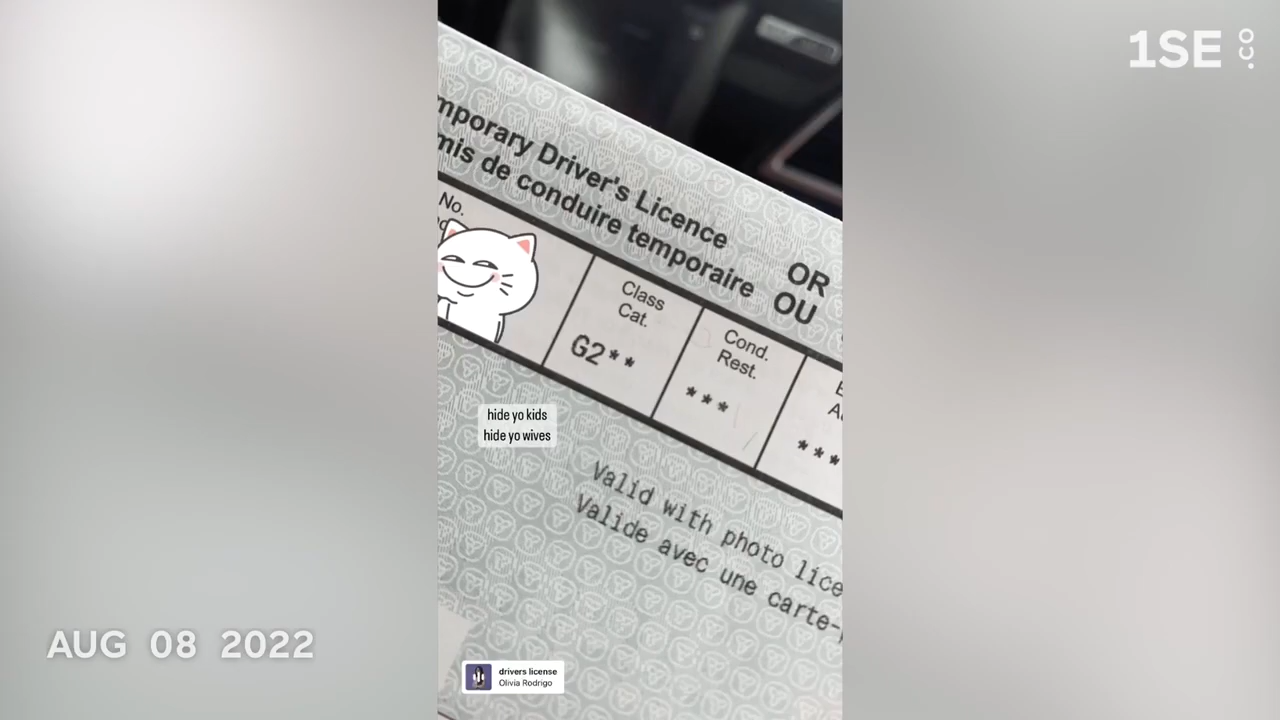 1SE
.CO
mporary Driver's Licence
mis de conduire temporaire
OR
OU
No.
Class
Cat.
G2**
Cond.
Rest.
***
***
hide yo kids
hide yo wives
Valid with photo lice
Valide avec une carte-
AUG 08 2022
drivers license
Olivia Rodrigo